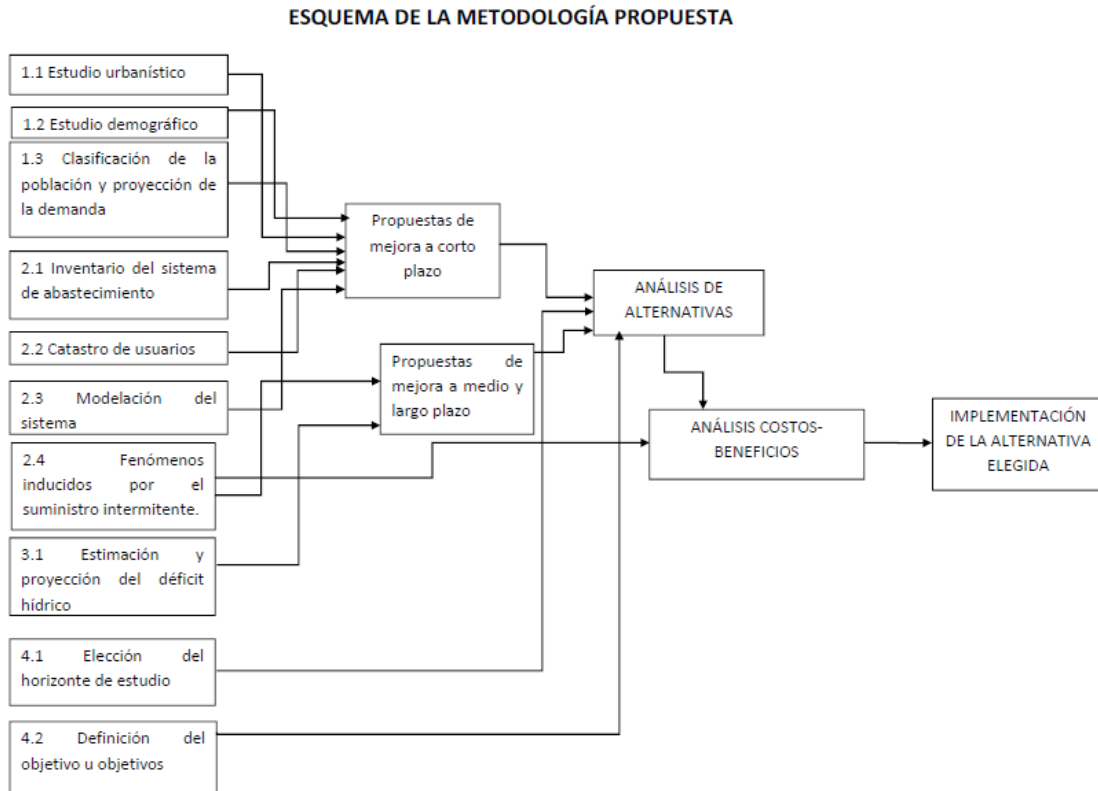 ESQUEMA DE LA METODOLOGÍA PROPUESTA
1.1 Estudio urbanístico
1.2 Estudio demográfico
1.3 Clasificación de la
población y proyección de
la demanda
2.1 Inventario del sistema
de abastecimiento
2.2 Catastro de usuarios
2.3 Modelación del
sistema
2.4 Fenómenos
inducidos por el
suministro intermitente.
3.1 Estimación y
proyección del déficit
hídrico
4.1 Elección del
horizonte de estudio
4.2 Definición del
objetivo u objetivos
Propuestas de
mejora a corto
plazo
Propuestas de
mejora a medio y
largo plazo
ANÁLISIS DE
ALTERNATIVAS
ANÁLISIS COSTOS-
BENEFICIOS
IMPLEMENTACIÓN
DE LA ALTERNATIVA
ELEGIDA